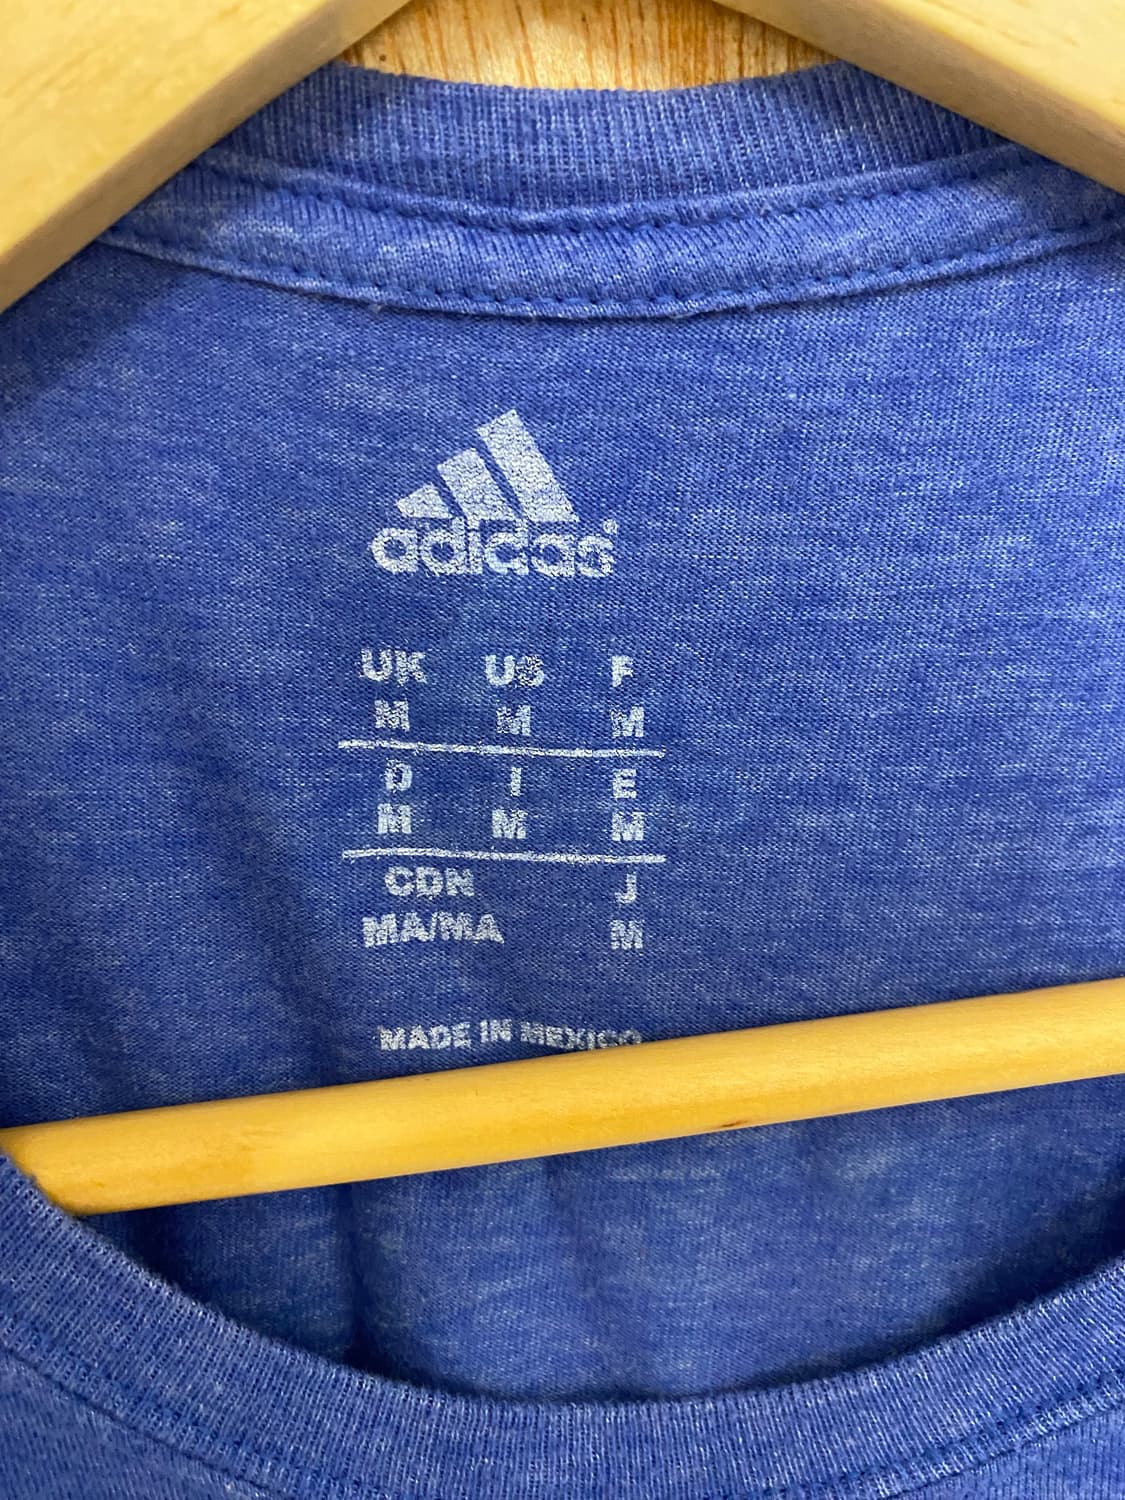 adidas®
UK US F
M M M
D I E
M M M
CDN J
MA/MA M
MADE IN MEXICO